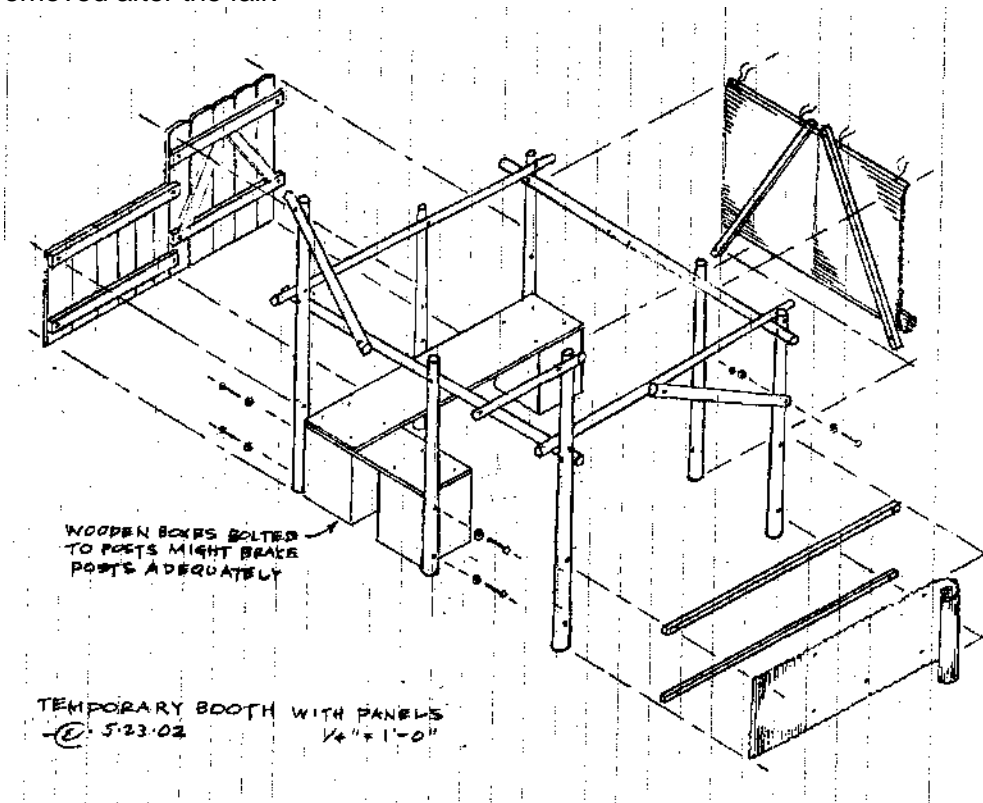 emoved after the fair.
WOODEN BOXES BOLTED
TO POSTS MIGHT BRAKE
POSTS ADEQUATELY
TEMPORARY BOOTH WITH PANELS
5·23·02 1/4" = 1'-0"